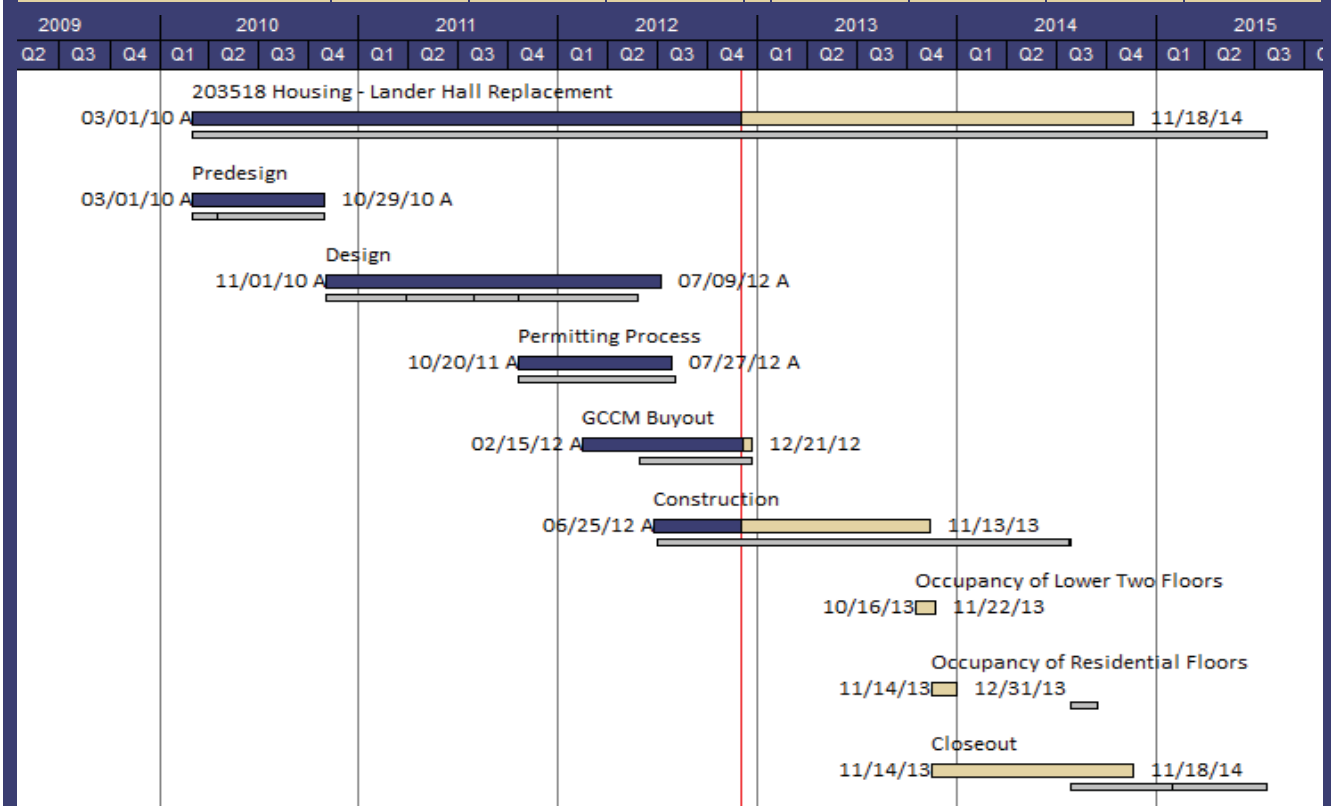 2009 2010 2011 2012 2013 2014 2015
Q2 Q3 Q4 Q1 Q2 Q3 Q4 Q1 Q2 Q3 Q4 Q1 Q2 Q3 Q4 Q1 Q2 Q3 Q4 Q1 Q2 Q3 Q4 Q1 Q2 Q3
203518 Housing - Lander Hall Replacement
03/01/10 A 11/18/14
Predesign
03/01/10 A 10/29/10 A
Design
11/01/10 A 07/09/12 A
Permitting Process
10/20/11 A 07/27/12 A
GCCM Buyout
02/15/12 A 12/21/12
Construction
06/25/12 A 11/13/13
Occupancy of Lower Two Floors
10/16/13 11/22/13
Occupancy of Residential Floors
11/14/13 12/31/13
Closeout
11/14/13 11/18/14